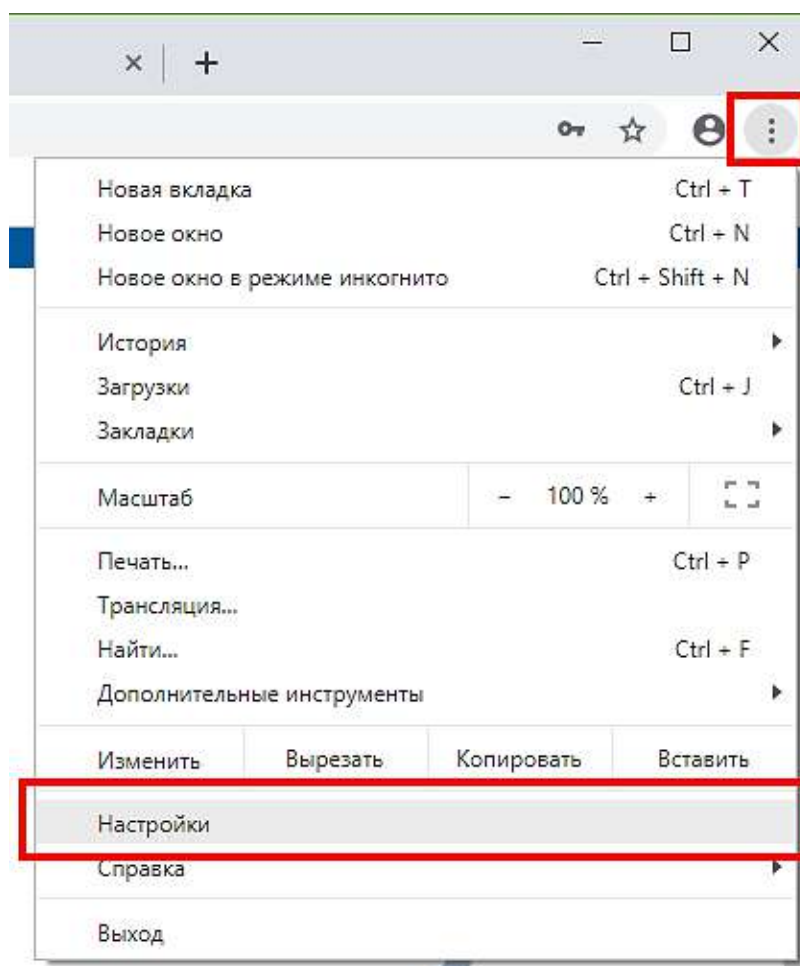 Новая вкладка Ctrl + T
Новое окно Ctrl + N
Новое окно в режиме инкогнито Ctrl + Shift + N
История
Загрузки Ctrl + J
Закладки
Масштаб - 100 % +
Печать... Ctrl + P
Трансляция...
Найти... Ctrl + F
Дополнительные инструменты
Изменить Вырезать Копировать Вставить
Настройки
Справка
Выход